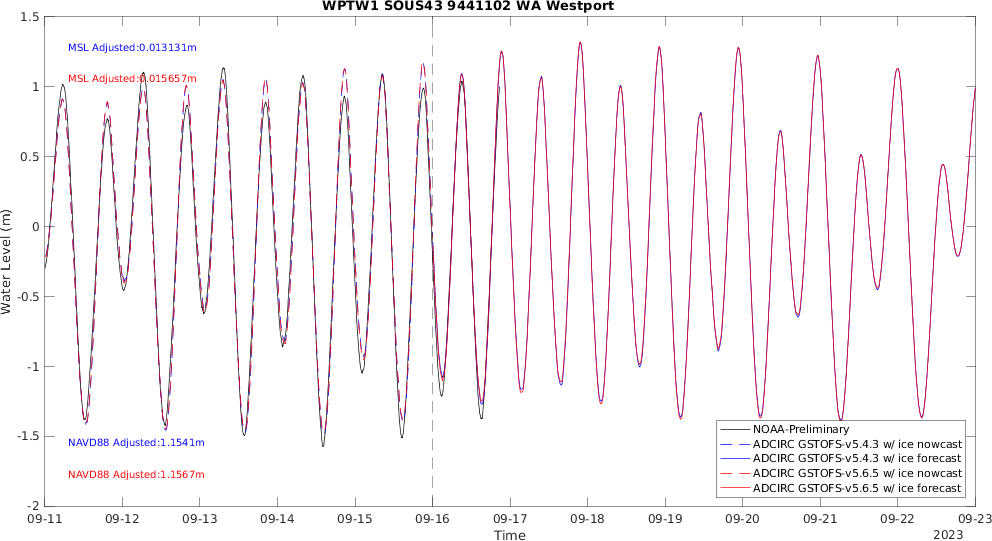 WPTW1 SOUS43 9441102 WA Westport
1.5
1
0.5
0
-0.5
-1
-1.5
-2
Water Level (m)
MSL Adjusted:0.013131m
MSL Adjusted:0.015657m
NAVD88 Adjusted:1.1541m
NAVD88 Adjusted:1.1567m
NOAA-Preliminary
ADCIRC GSTOFS-v5.4.3 w/ ice nowcast
ADCIRC GSTOFS-v5.4.3 w/ ice forecast
ADCIRC GSTOFS-v5.6.5 w/ ice nowcast
ADCIRC GSTOFS-v5.6.5 w/ ice forecast
09-11 09-12 09-13 09-14 09-15 09-16 09-17 09-18 09-19 09-20 09-21 09-22 09-23
Time
2023